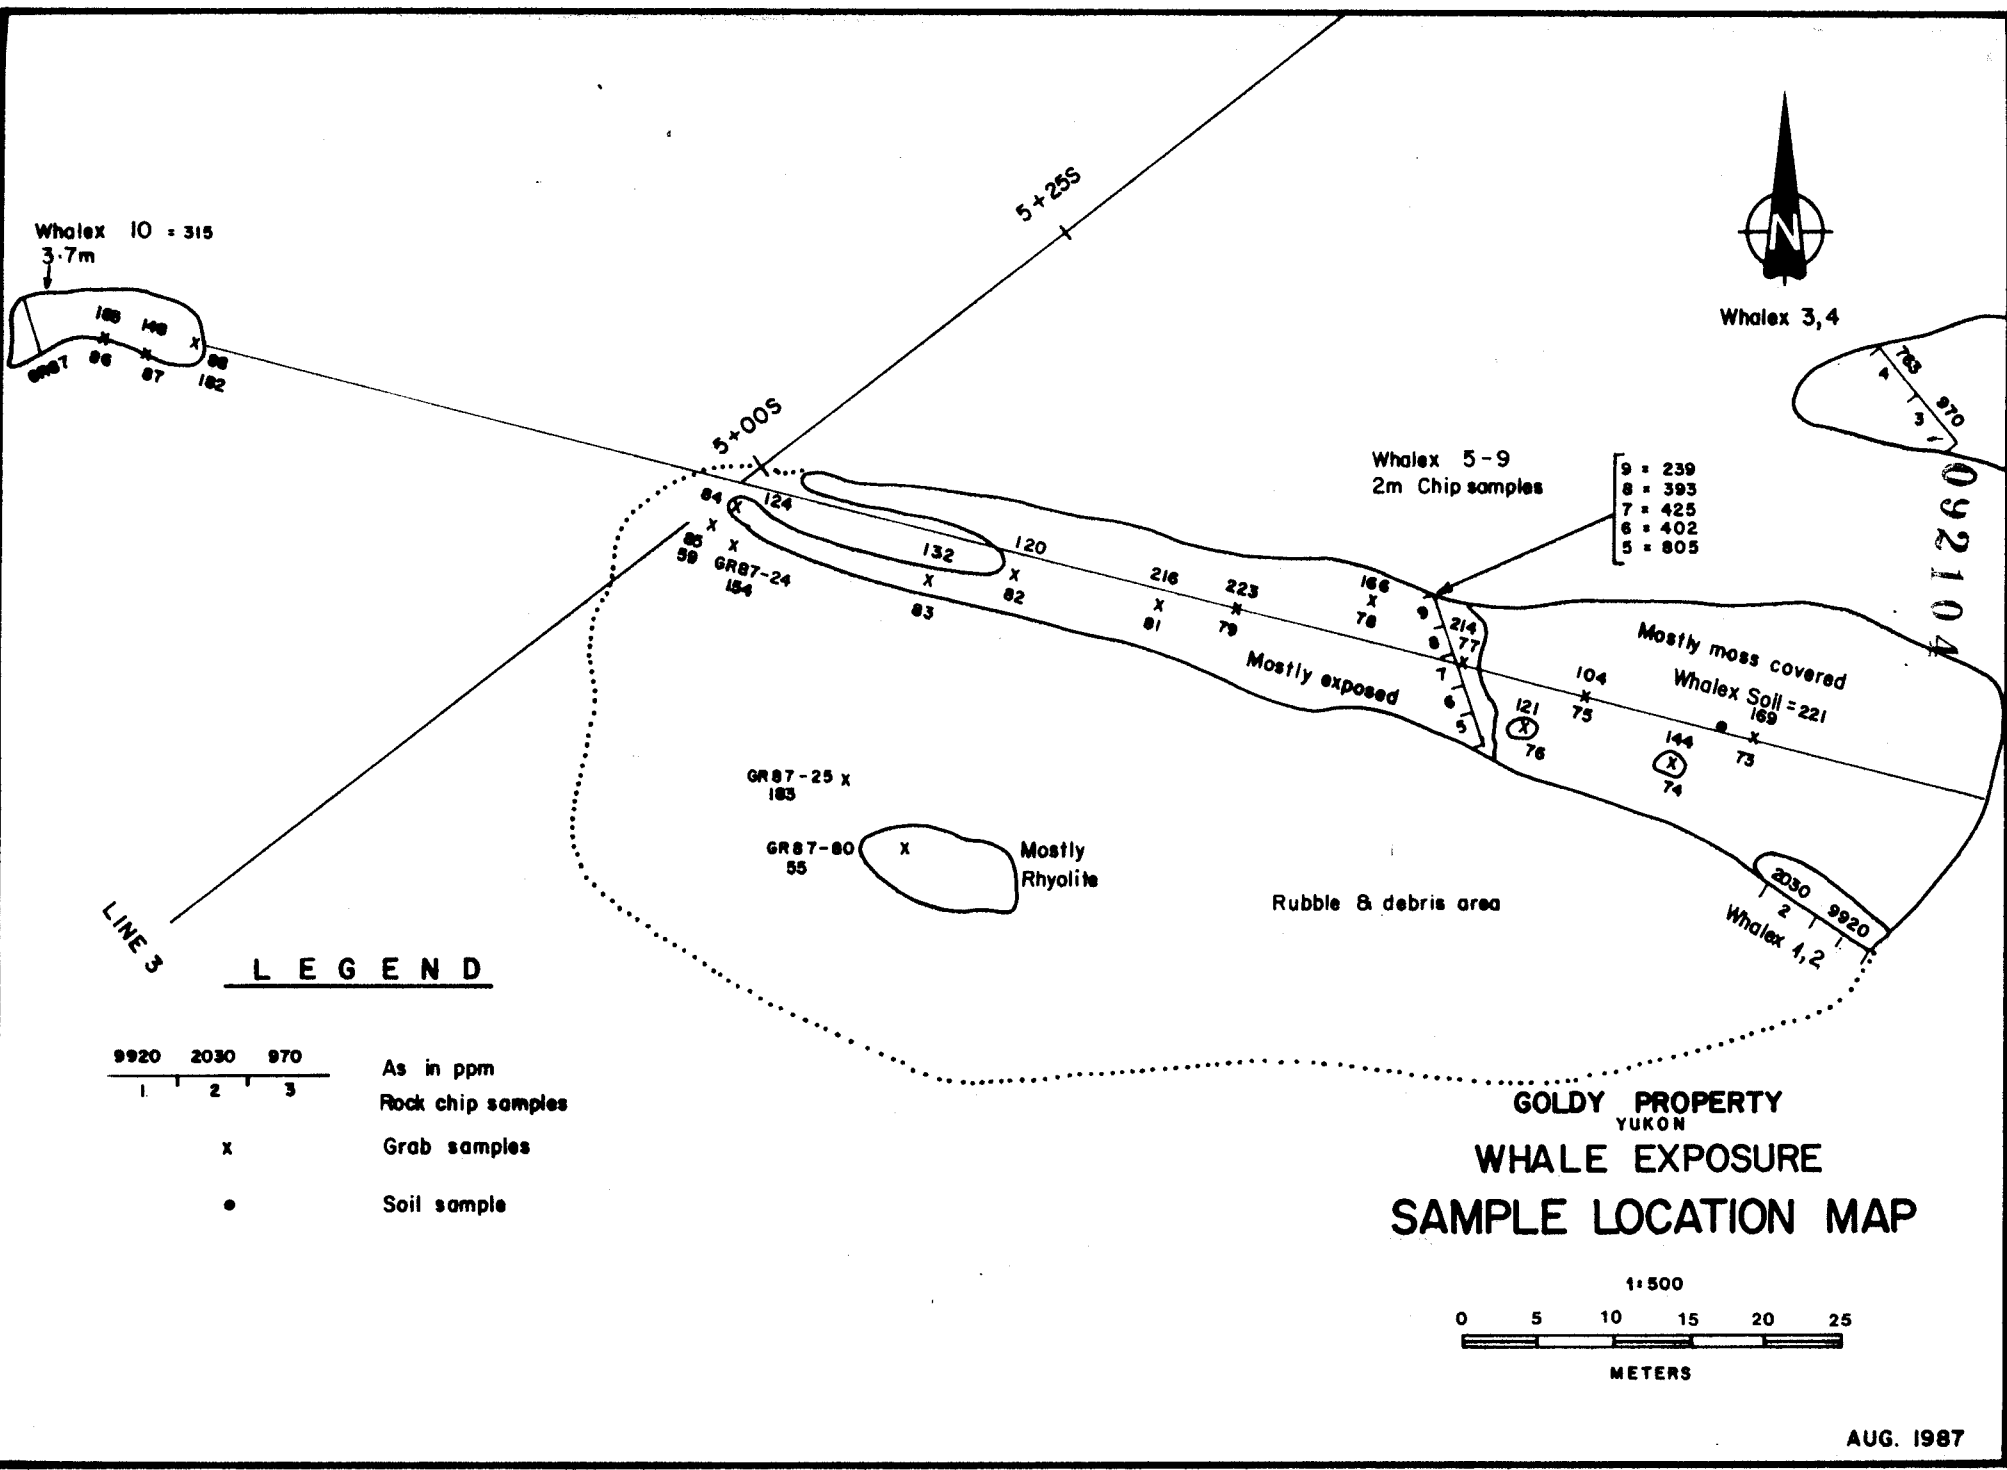 5+25S
N
Whalex 10 = 315
3.7m
148
86
87
182
Whalex 3,4
763
4
970
3
092104
5+00S
84
124
85
59
GR87-24
154
132
83
120
82
216
81
223
79
166
78
Whalex 5-9
2m Chip samples
9 = 239
8 = 393
7 = 425
6 = 402
5 = 805
9
8
7
6
5
214
77
Mostly exposed
Mostly moss covered
Whalex Soil = 221
104
75
121
76
144
74
169
73
GR87-25
183
GR87-80
55
Mostly
Rhyolite
Rubble & debris area
2030
9920
2
1
Whalex 1,2
LINE 3
LEGEND
9920 2030 970
1 2 3
As in ppm
Rock chip samples
x Grab samples
Soil sample
GOLDY PROPERTY
YUKON
WHALE EXPOSURE
SAMPLE LOCATION MAP
1:500
0 5 10 15 20 25
METERS
AUG. 1987